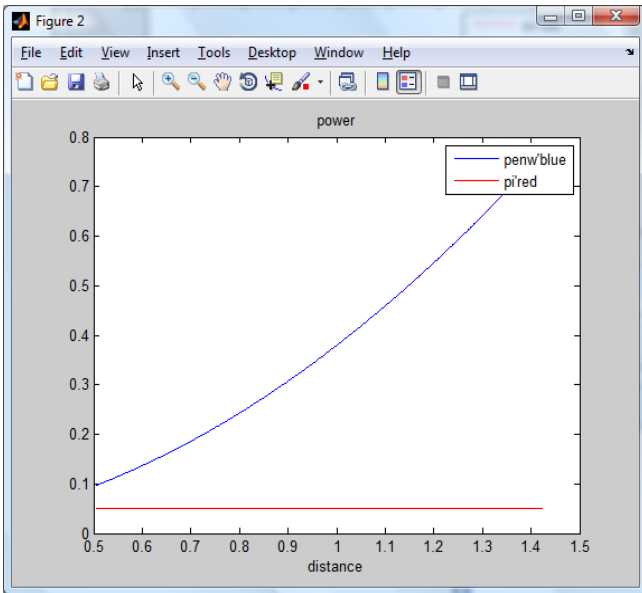 Figure 2
File Edit View Insert Tools Desktop Window Help
power
penw'blue
pi'red
0.8
0.7
0.6
0.5
0.4
0.3
0.2
0.1
0
0.5 0.6 0.7 0.8 0.9 1 1.1 1.2 1.3 1.4 1.5
distance